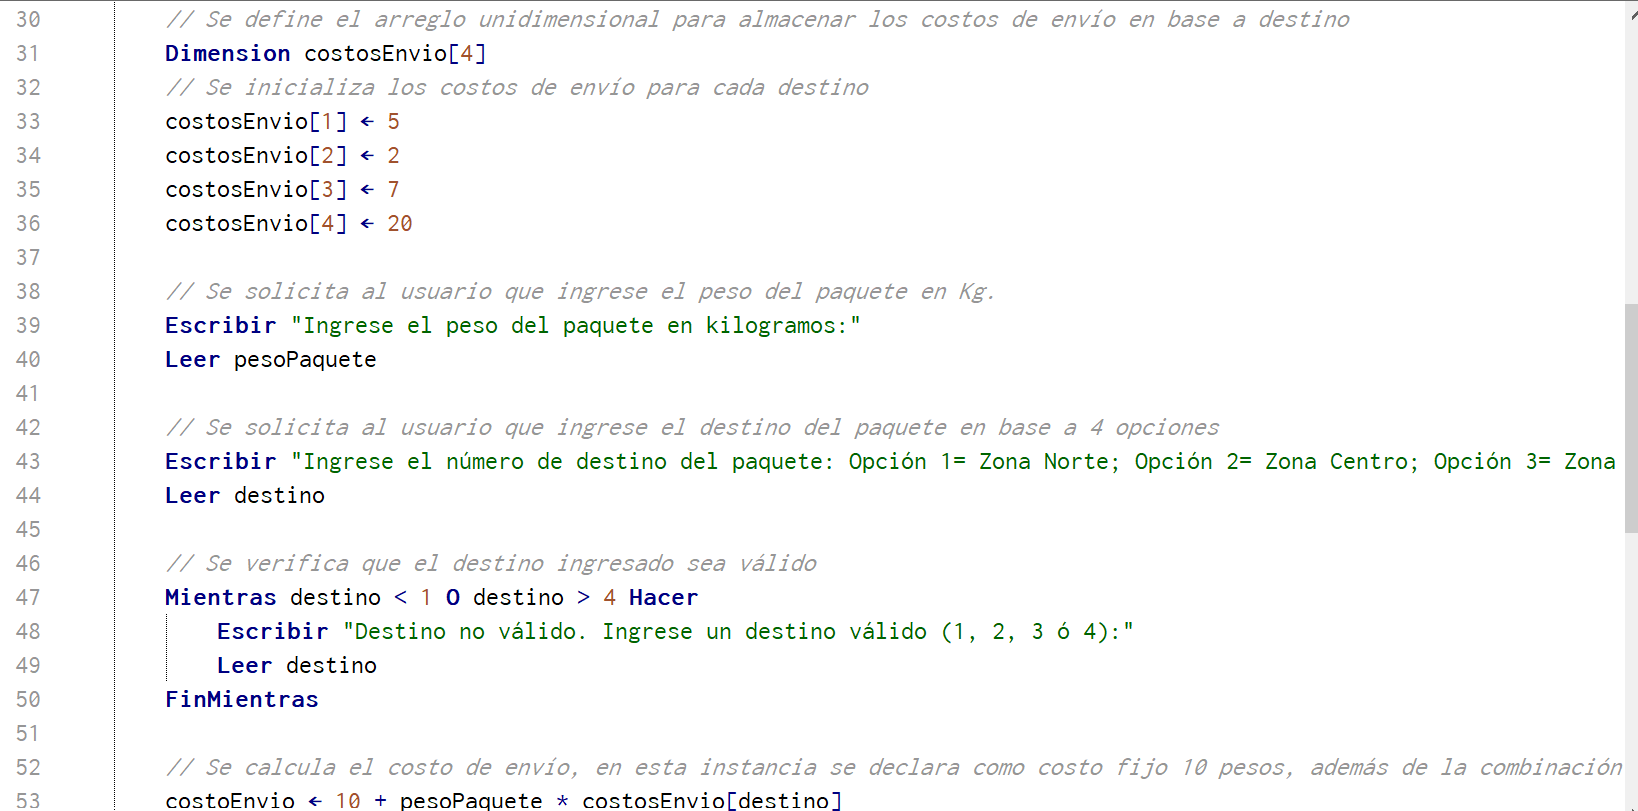 30 // Se define el arreglo unidimensional para almacenar los costos de envío en base a destino
31 Dimension costosEnvio[4]
32 // Se inicializa los costos de envío para cada destino
33 costosEnvio[1] ← 5
34 costosEnvio[2] ← 2
35 costosEnvio[3] ← 7
36 costosEnvio[4] ← 20
37
38 // Se solicita al usuario que ingrese el peso del paquete en Kg.
39 Escribir "Ingrese el peso del paquete en kilogramos:"
40 Leer pesoPaquete
41
42 // Se solicita al usuario que ingrese el destino del paquete en base a 4 opciones
43 Escribir "Ingrese el número de destino del paquete: Opción 1= Zona Norte; Opción 2= Zona Centro; Opción 3= Zona
44 Leer destino
45
46 // Se verifica que el destino ingresado sea válido
47 Mientras destino < 1 O destino > 4 Hacer
48 Escribir "Destino no válido. Ingrese un destino válido (1, 2, 3 ó 4):"
49 Leer destino
50 FinMientras
51
52 // Se calcula el costo de envío, en esta instancia se declara como costo fijo 10 pesos, además de la combinación
53 costoEnvio ← 10 + pesoPaquete * costosEnvio[destino]